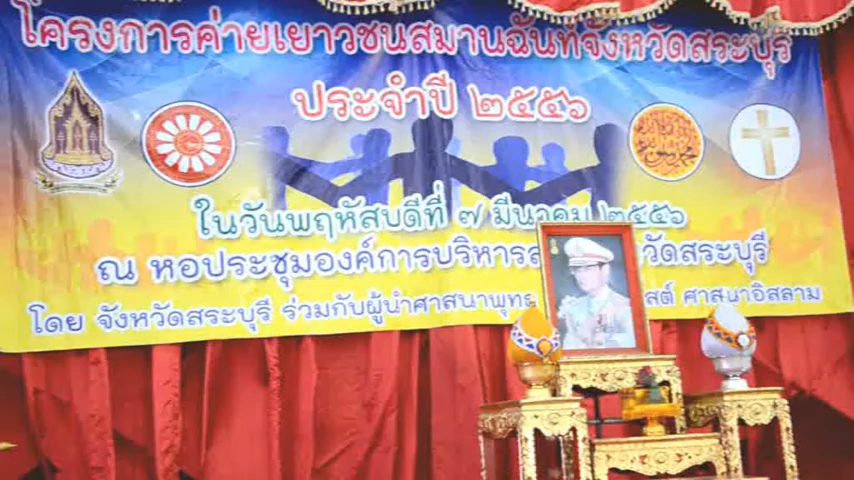 โครงการค่ายเยาวชนสมานฉันท์จังหวัดสระบุรี
ประจำปี ๒๕๕๖
ในวันพฤหัสบดีที่ ๗ มีนาคม ๒๕๕๖
ณ หอประชุมองค์การบริหารส วัดสระบุรี
โดย จังหวัดสระบุรี ร่วมกับผู้นำศาสนาพุทธ สต์ ศาสนาอิสลาม